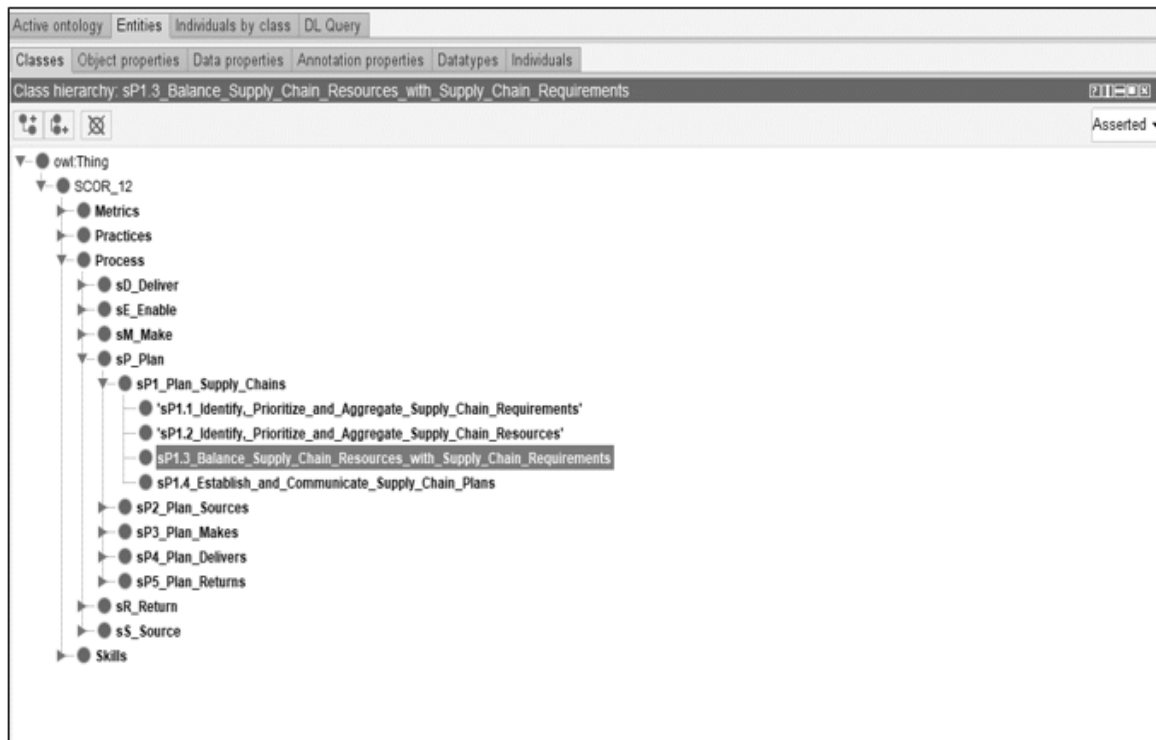 Active ontology Entities Individuals by class DL Query
Classes Object properties Data properties Annotation properties Datatypes Individuals
Class hierarchy: sP1.3_Balance_Supply_Chain_Resources_with_Supply_Chain_Requirements
Asserted
owl:Thing
SCOR_12
Metrics
Practices
Process
sD_Deliver
sE_Enable
sM_Make
sP_Plan
sP1_Plan_Supply_Chains
'sP1.1_Identify,_Prioritize_and_Aggregate_Supply_Chain_Requirements'
'sP1.2_Identify,_Prioritize_and_Aggregate_Supply_Chain_Resources'
sP1.3_Balance_Supply_Chain_Resources_with_Supply_Chain_Requirements
sP1.4_Establish_and_Communicate_Supply_Chain_Plans
sP2_Plan_Sources
sP3_Plan_Makes
sP4_Plan_Delivers
sP5_Plan_Returns
sR_Return
sS_Source
Skills